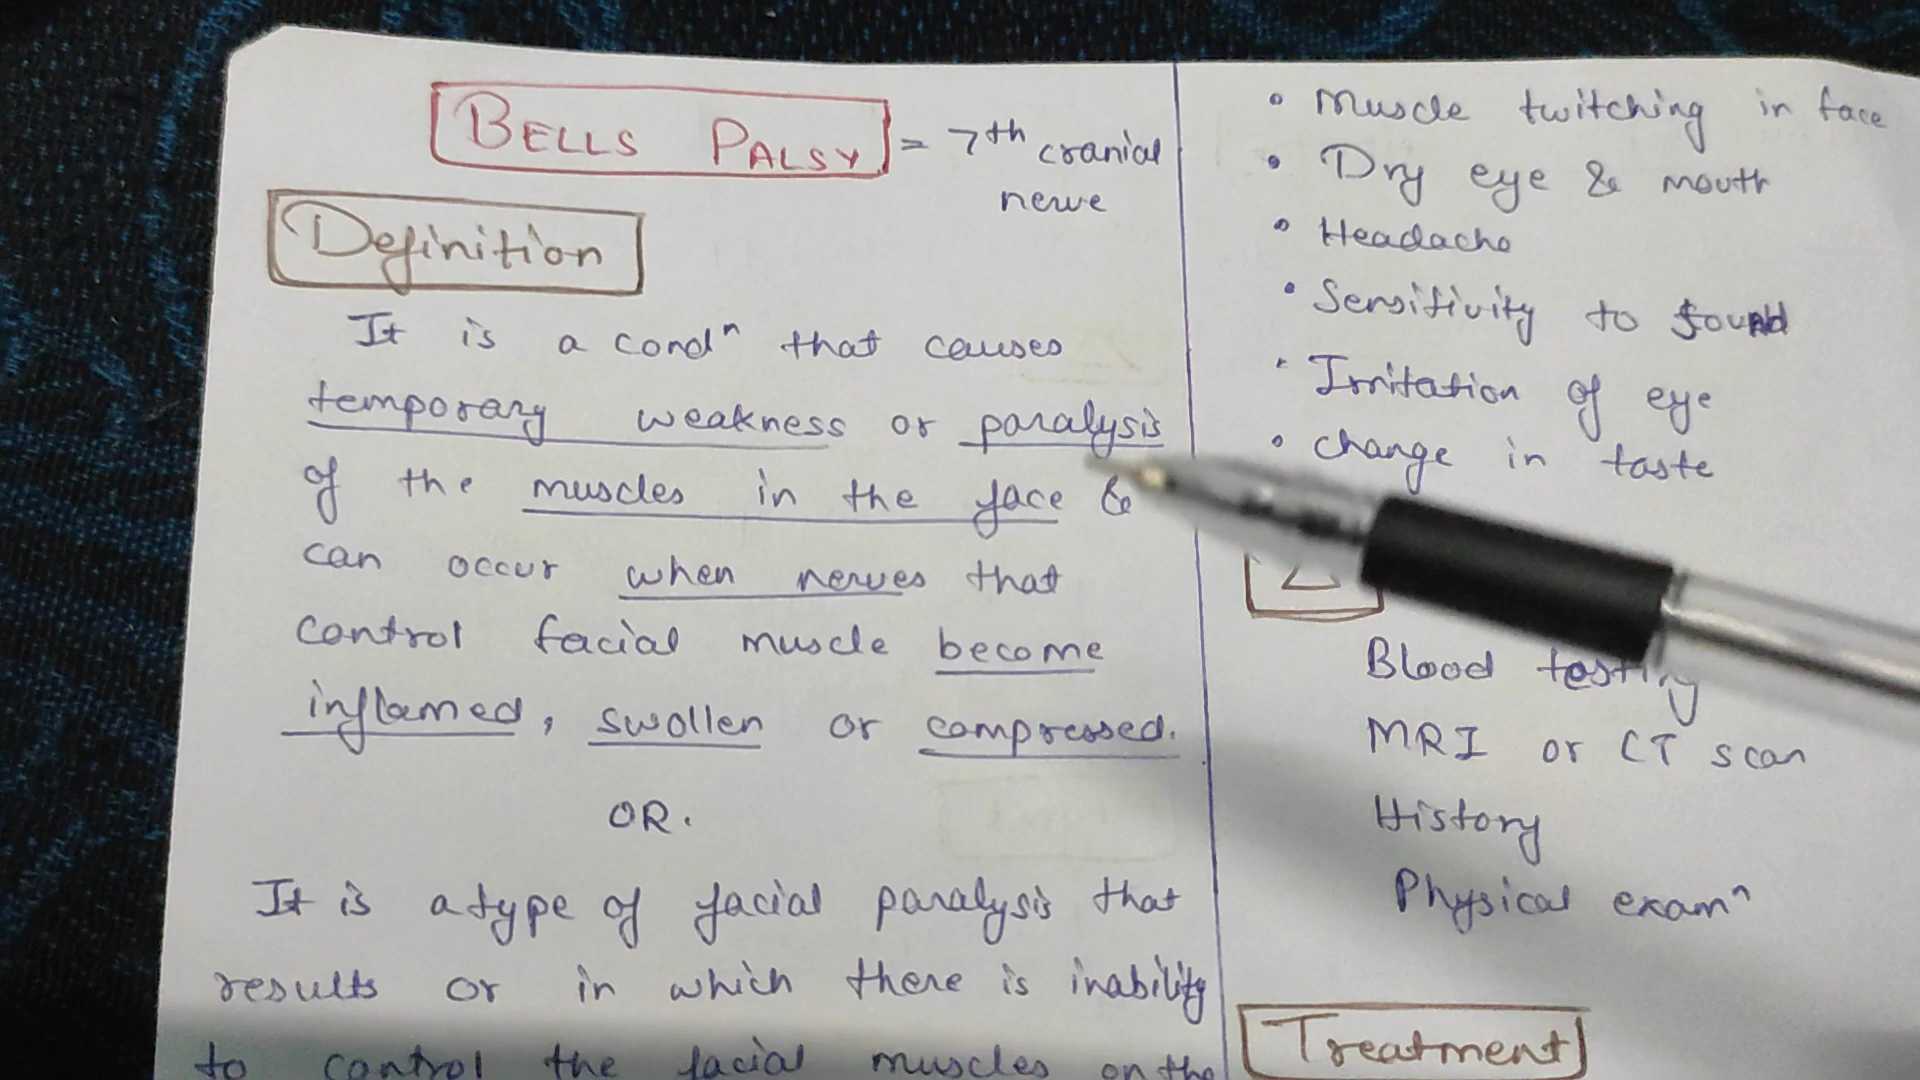 BELLS PALSY = 7th cranial
nerve
Definition
It is a condⁿ that causes
temporary weakness or paralysis
of the muscles in the face &
can occur when nerves that
control facial muscle become
inflamed, swollen or compressed.
OR.
It is a type of facial paralysis that
results or in which there is inability
to control the facial muscles on the
• Muscle twitching in face
• Dry eye & mouth
• Headache
• Sensitivity to sound
• Irritation of eye
• Change in taste
Blood testing
MRI or CT scan
History
Physical examⁿ
Treatment